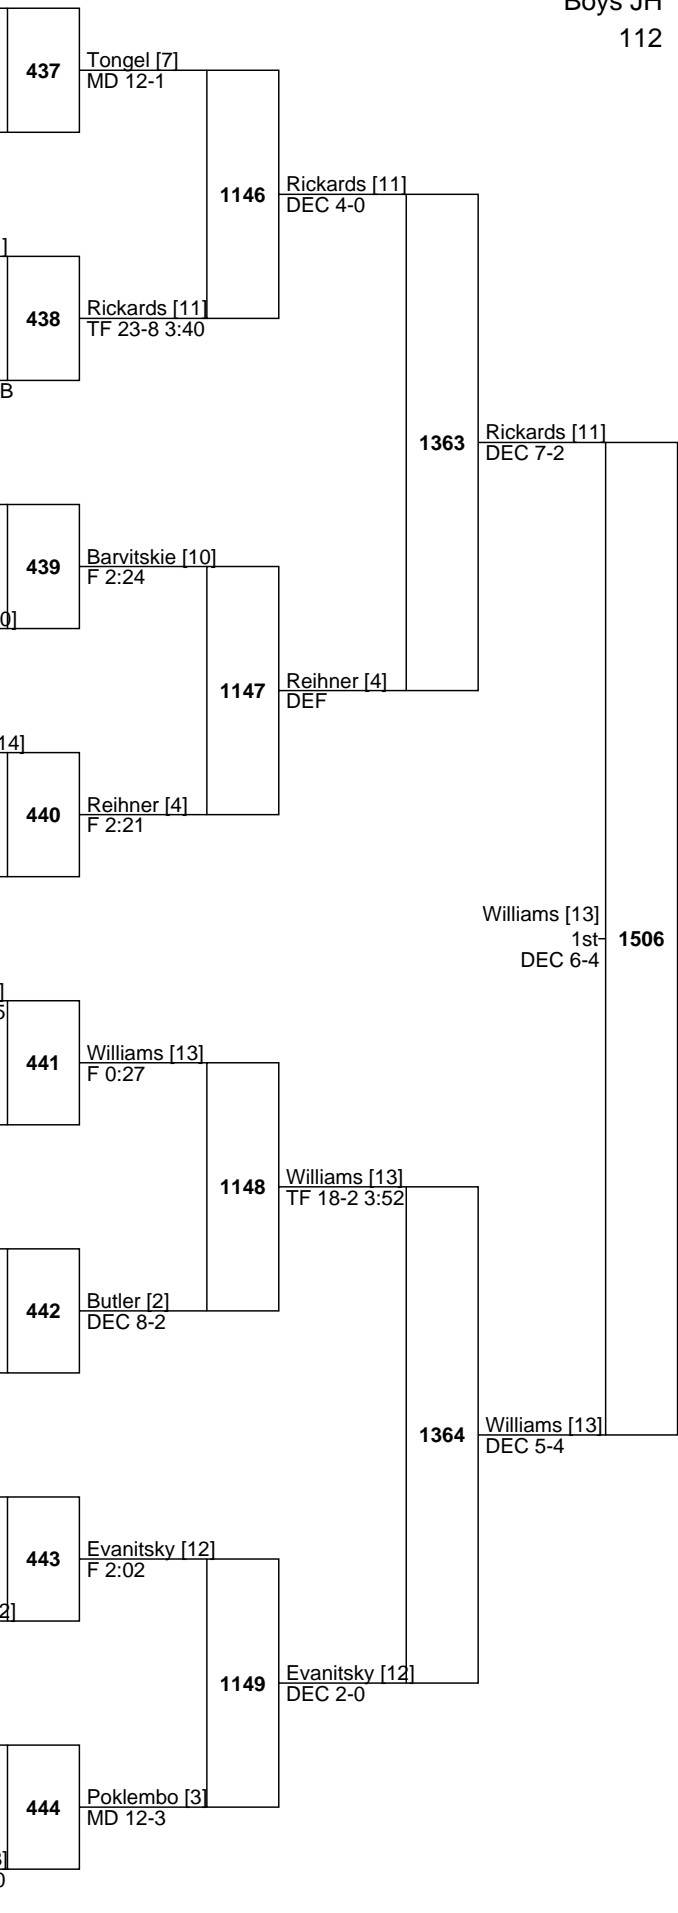 Boys JH
112
437
Tongel [7]
MD 12-1
1146
Rickards [11]
DEC 4-0
]
438
Rickards [11]
TF 23-8 3:40
B
1363
Rickards [11]
DEC 7-2
439
Barvitskie [10]
F 2:24
0]
1147
Reihner [4]
DEF
14]
440
Reihner [4]
F 2:21
Williams [13]
1st
DEC 6-4
1506
]
441
Williams [13]
F 0:27
1148
Williams [13]
TF 18-2 3:52
442
Butler [2]
DEC 8-2
1364
Williams [13]
DEC 5-4
443
Evanitsky [12]
F 2:02
2]
1149
Evanitsky [12]
DEC 2-0
444
Poklembo [3]
MD 12-3